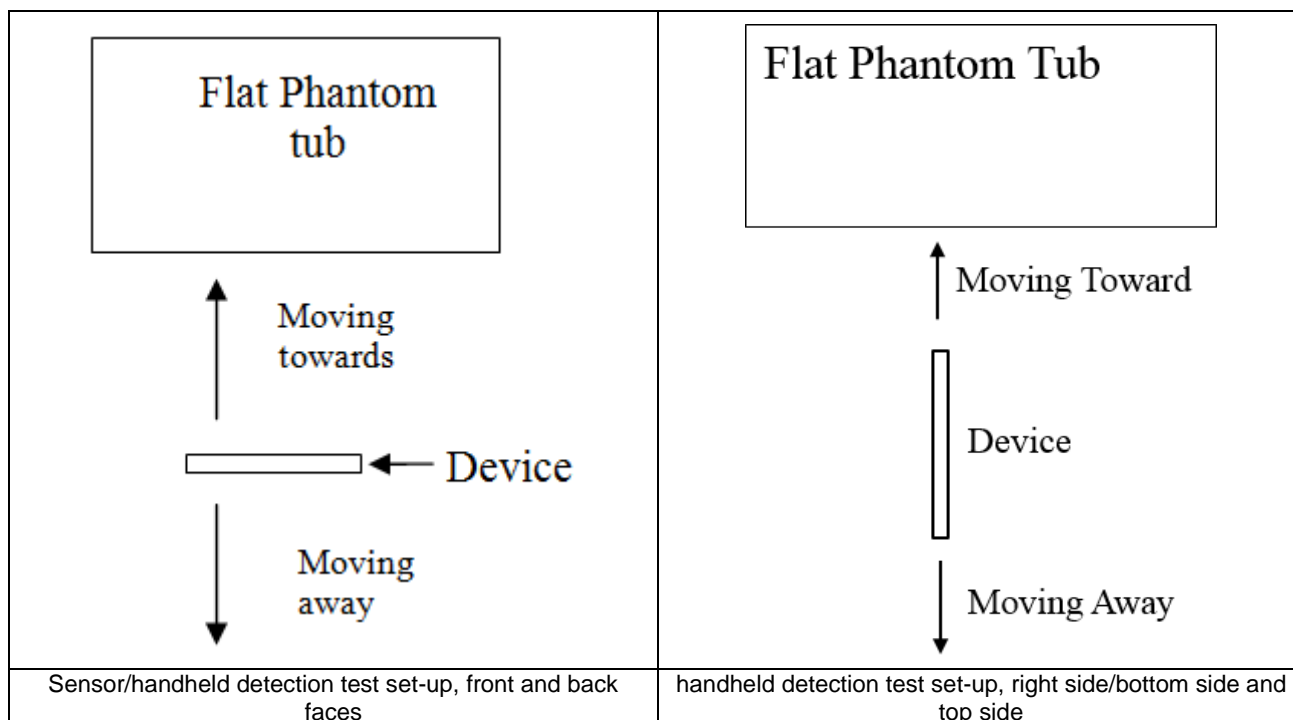 Flat Phantom
tub
Moving
towards
Device
Moving
away
Sensor/handheld detection test set-up, front and back
faces
Flat Phantom Tub
Moving Toward
Device
Moving Away
handheld detection test set-up, right side/bottom side and
top side